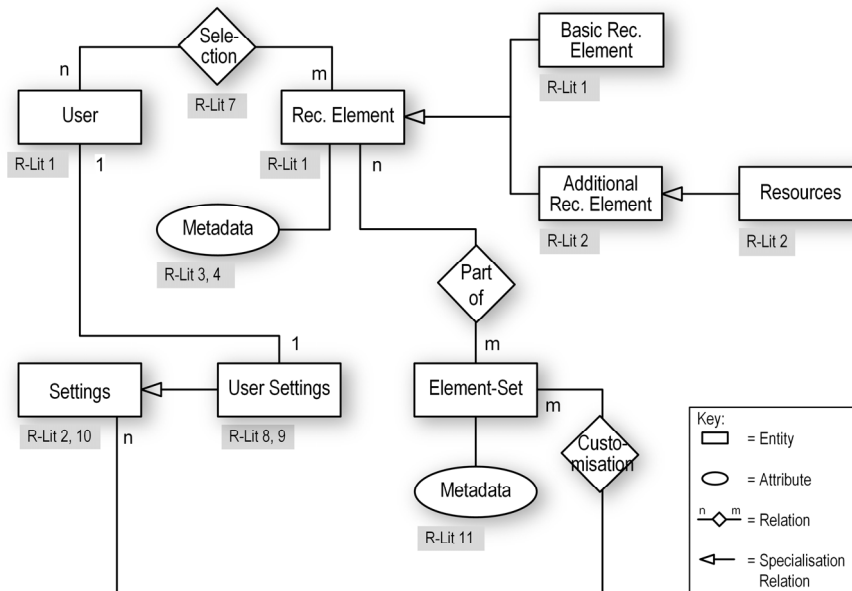 Sele-
ction
n
m
R-Lit 7
Basic Rec.
Element
R-Lit 1
User
Rec. Element
R-Lit 1
1
R-Lit 1
n
Additional
Rec. Element
Resources
R-Lit 2
R-Lit 2
Metadata
R-Lit 3, 4
Part
of
1
m
Settings
User Settings
Element-Set
R-Lit 2, 10
n
R-Lit 8, 9
m
Custo-
misation
Metadata
R-Lit 11
Key:
= Entity
= Attribute
n m
= Relation
= Specialisation
Relation